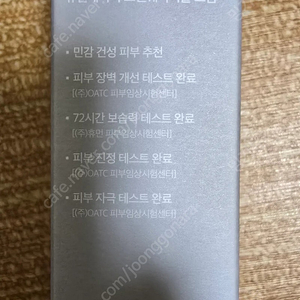 • 민감 건성 피부 추천
• 피부 장벽 개선 테스트 완료
[(주)OATC 피부임상시험센터]
• 72시간 보습력 테스트 완료
[(주)휴먼 피부임상시험센터]
• 피부 진정 테스트 완료
[(주)OATC 피부임상시험센터]
• 피부 자극 테스트 완료
[(주)OATC 피부임상시험센터]